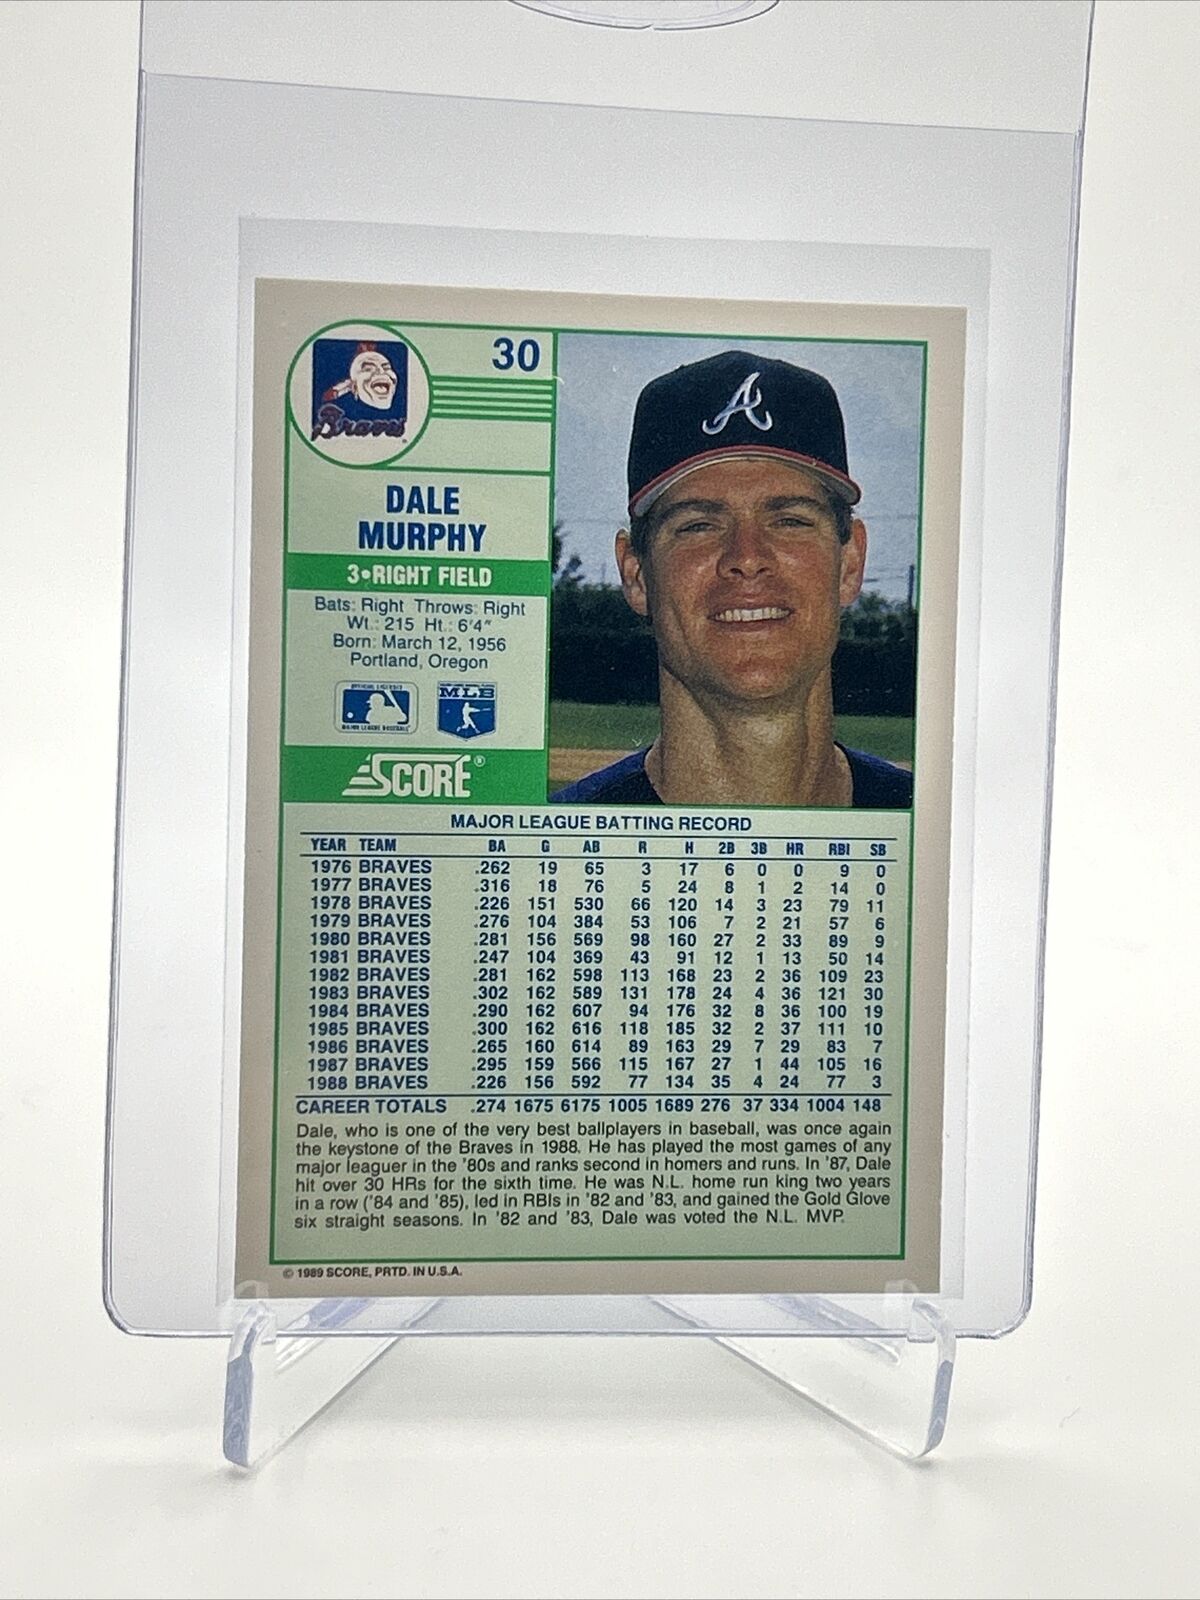 30
Braves
DALE
MURPHY
3•RIGHT FIELD
Bats: Right Throws: Right
Wt.: 215 Ht.: 6'4"
Born: March 12, 1956
Portland, Oregon
MLB
SCORE®
MAJOR LEAGUE BATTING RECORD
YEAR TEAM BA G AB R H 2B 3B HR RBI SB
1976 BRAVES .262 19 65 3 17 6 0 0 9 0
1977 BRAVES .316 18 76 5 24 8 1 2 14 0
1978 BRAVES .226 151 530 66 120 14 3 23 79 11
1979 BRAVES .276 104 384 53 106 7 2 21 57 6
1980 BRAVES .281 156 569 98 160 27 2 33 89 9
1981 BRAVES .247 104 369 43 91 12 1 13 50 14
1982 BRAVES .281 162 598 113 168 23 2 36 109 23
1983 BRAVES .302 162 589 131 178 24 4 36 121 30
1984 BRAVES .290 162 607 94 176 32 8 36 100 19
1985 BRAVES .300 162 616 118 185 32 2 37 111 10
1986 BRAVES .265 160 614 89 163 29 7 29 83 7
1987 BRAVES .295 159 566 115 167 27 1 44 105 16
1988 BRAVES .226 156 592 77 134 35 4 24 77 3
CAREER TOTALS .274 1675 6175 1005 1689 276 37 334 1004 148
Dale, who is one of the very best ballplayers in baseball, was once again
the keystone of the Braves in 1988. He has played the most games of any
major leaguer in the '80s and ranks second in homers and runs. In '87, Dale
hit over 30 HRs for the sixth time. He was N.L. home run king two years
in a row ('84 and '85), led in RBIs in '82 and '83, and gained the Gold Glove
six straight seasons. In '82 and '83, Dale was voted the N.L. MVP.
© 1989 SCORE, PRTD. IN U.S.A.